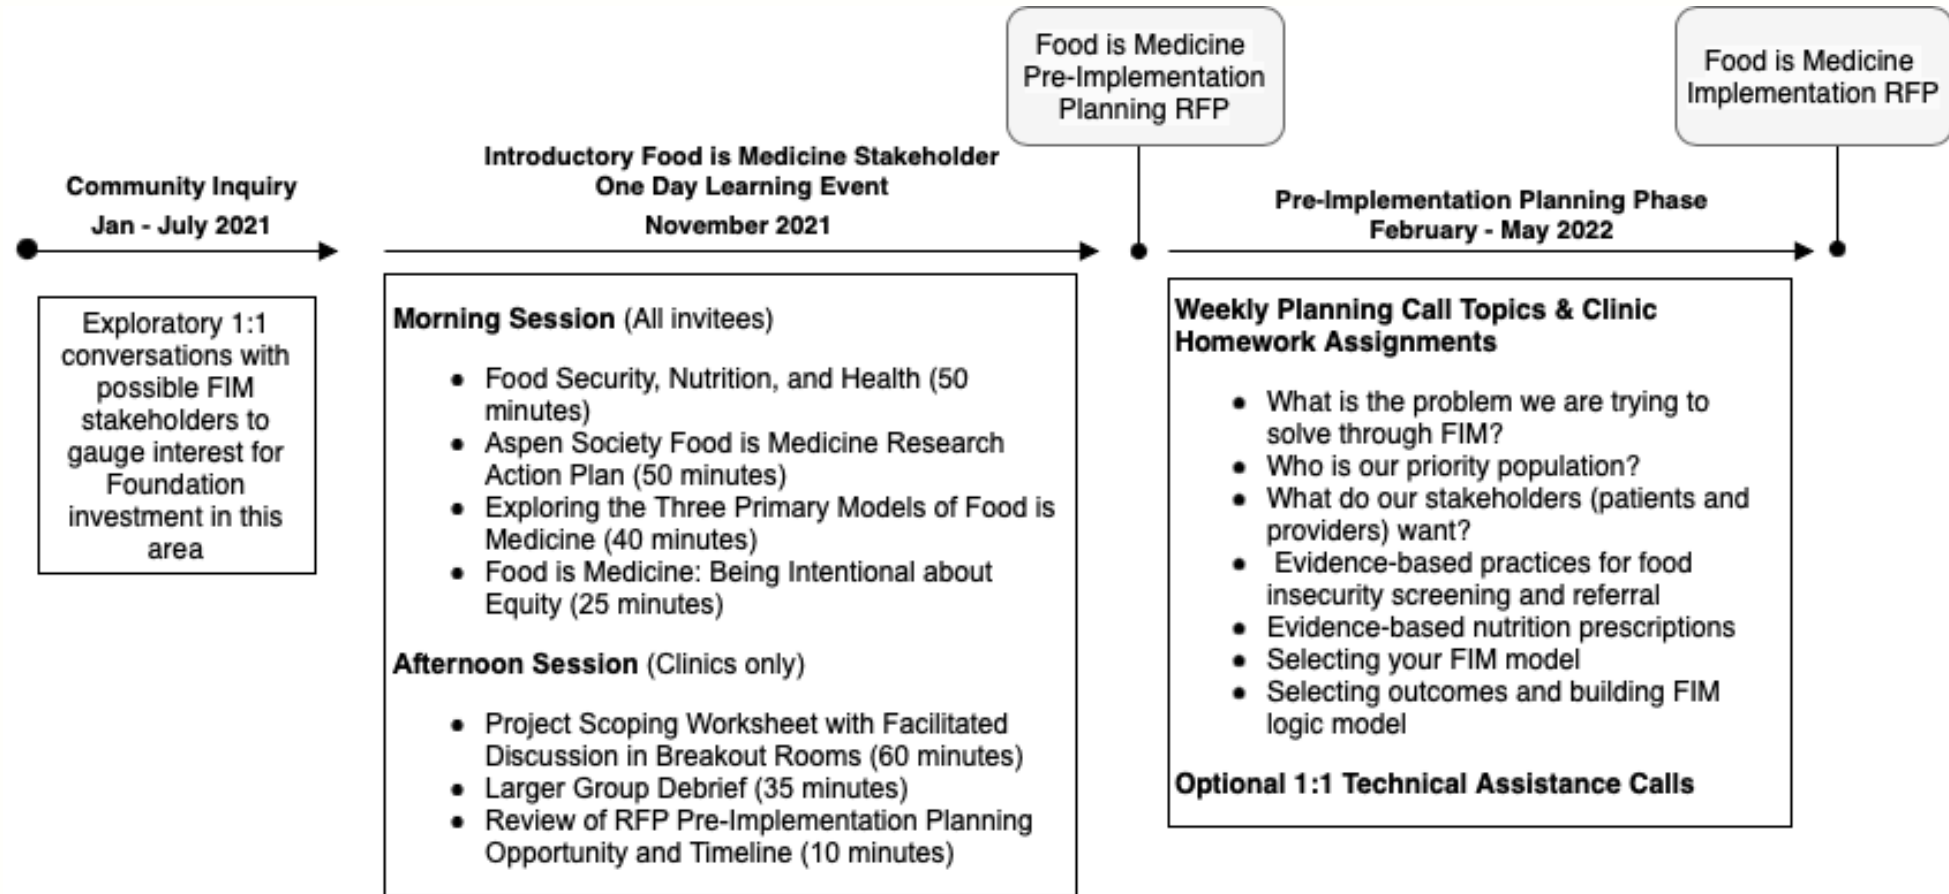 Food is Medicine
Pre-Implementation
Planning RFP
Food is Medicine
Implementation RFP
Community Inquiry
Jan - July 2021
Exploratory 1:1
conversations with
possible FIM
stakeholders to
gauge interest for
Foundation
investment in this
area
Introductory Food is Medicine Stakeholder
One Day Learning Event
November 2021
Morning Session (All invitees)
● Food Security, Nutrition, and Health (50
minutes)
● Aspen Society Food is Medicine Research
Action Plan (50 minutes)
● Exploring the Three Primary Models of Food is
Medicine (40 minutes)
● Food is Medicine: Being Intentional about
Equity (25 minutes)
Afternoon Session (Clinics only)
● Project Scoping Worksheet with Facilitated
Discussion in Breakout Rooms (60 minutes)
● Larger Group Debrief (35 minutes)
● Review of RFP Pre-Implementation Planning
Opportunity and Timeline (10 minutes)
Pre-Implementation Planning Phase
February - May 2022
Weekly Planning Call Topics & Clinic
Homework Assignments
● What is the problem we are trying to
solve through FIM?
● Who is our priority population?
● What do our stakeholders (patients and
providers) want?
● Evidence-based practices for food
insecurity screening and referral
● Evidence-based nutrition prescriptions
● Selecting your FIM model
● Selecting outcomes and building FIM
logic model
Optional 1:1 Technical Assistance Calls